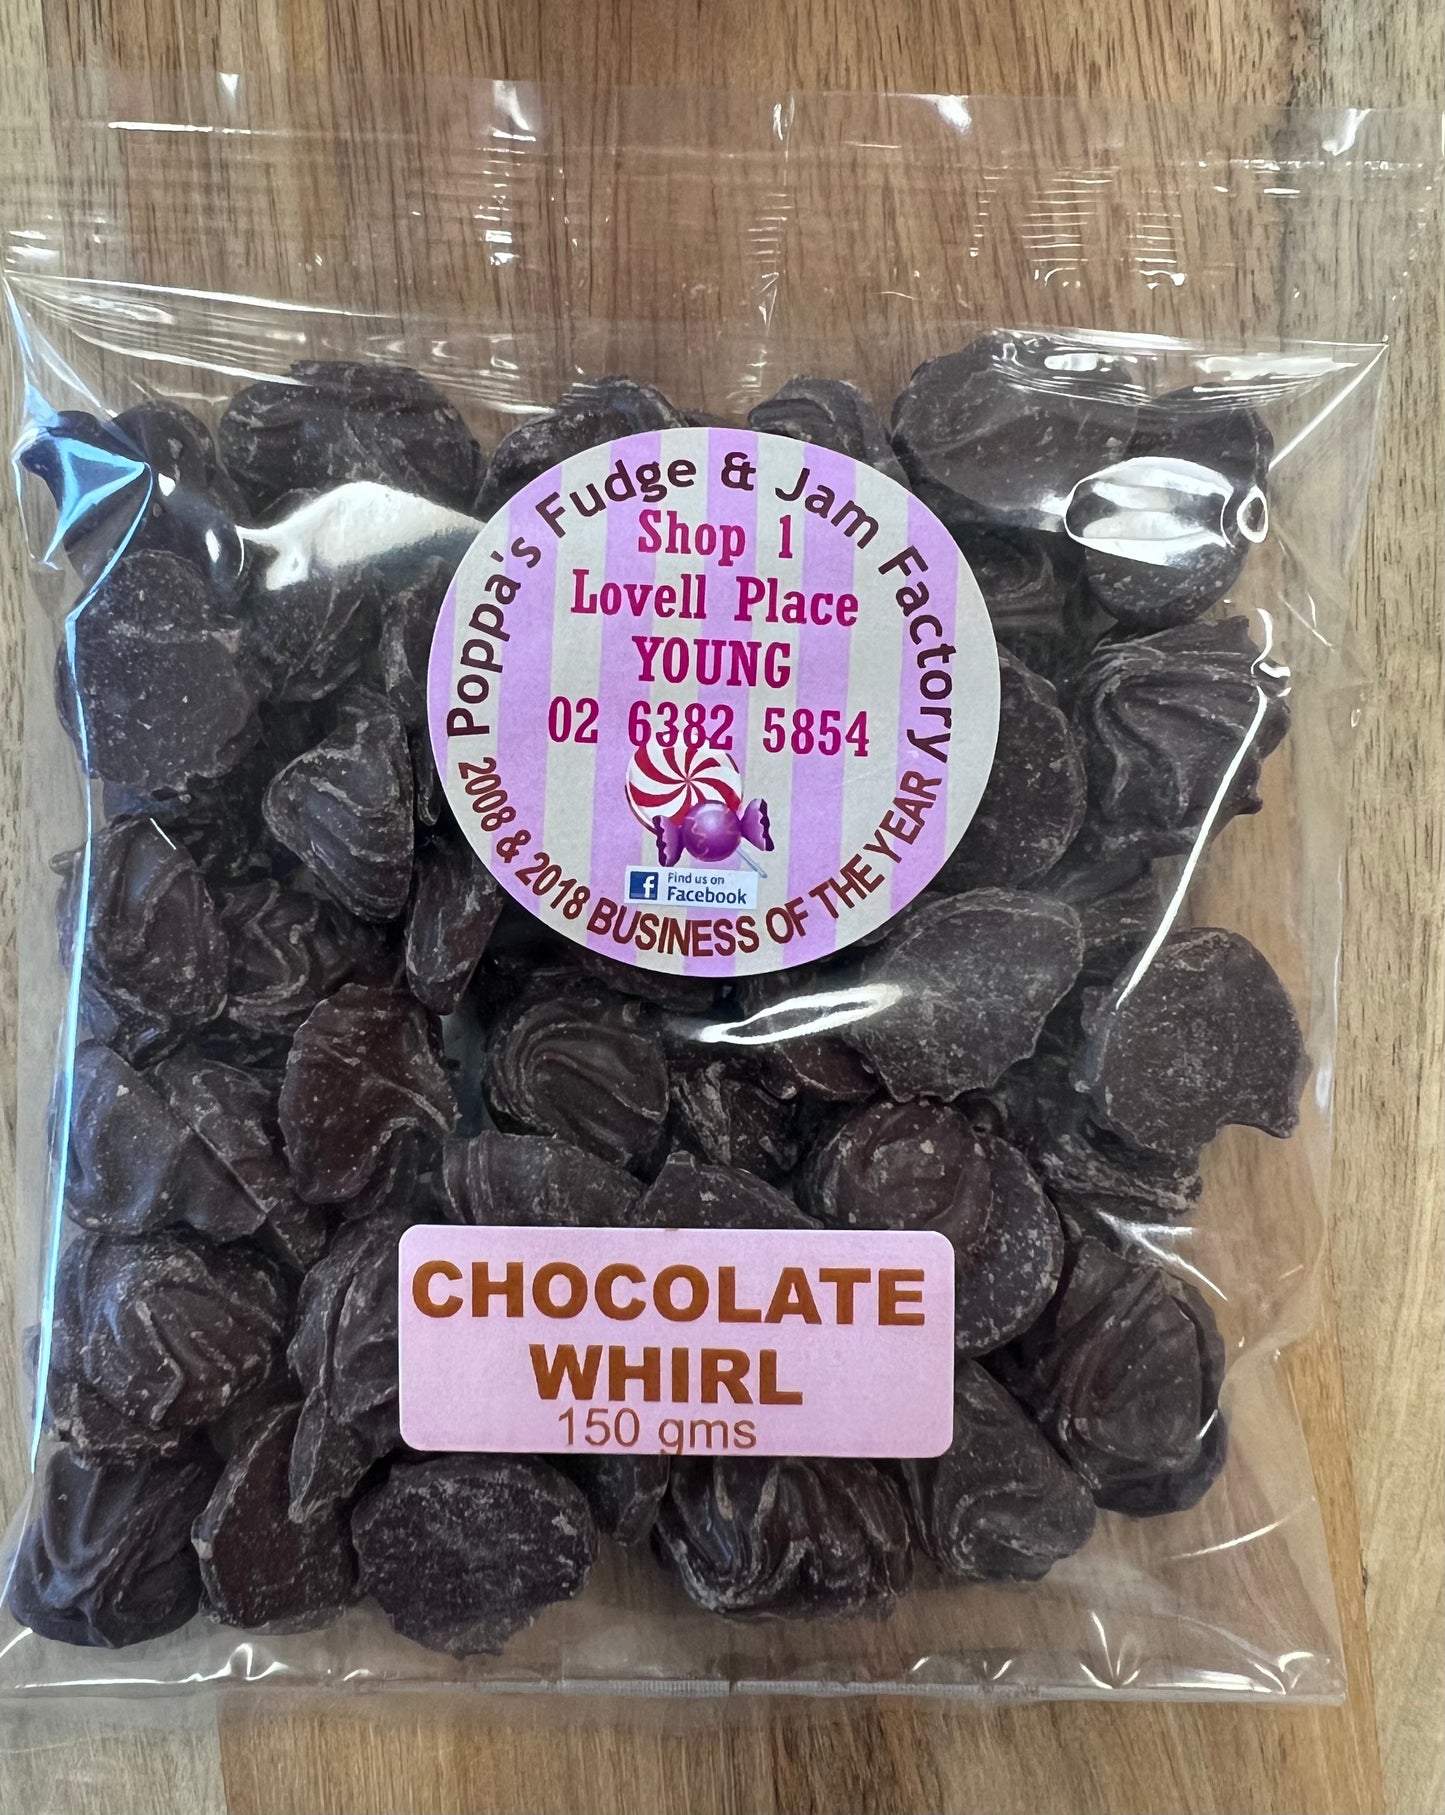 Poppa's Fudge & Jam Factory
Shop 1
Lovell Place
YOUNG
02 6382 5854
f Find us on
Facebook
2008 & 2018 BUSINESS OF THE YEAR
CHOCOLATE
WHIRL
150 gms